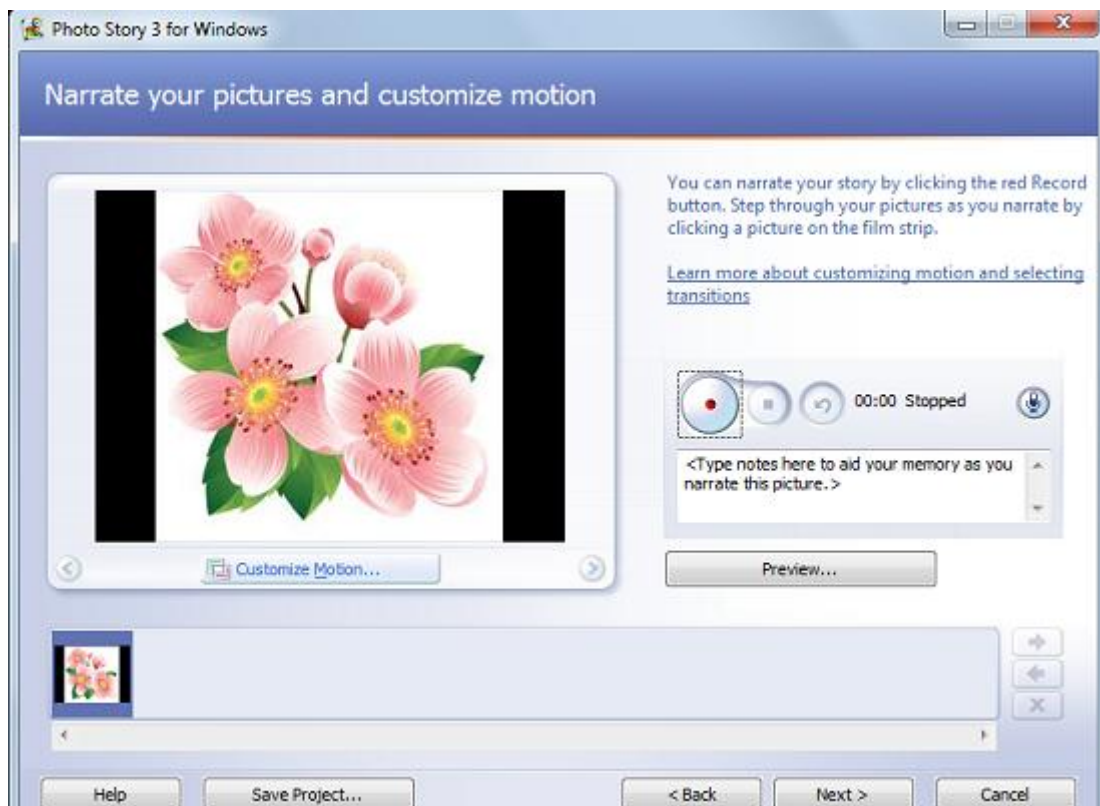 Photo Story 3 for Windows
Narrate your pictures and customize motion
You can narrate your story by clicking the red Record
button. Step through your pictures as you narrate by
clicking a picture on the film strip.
Learn more about customizing motion and selecting
transitions
00:00 Stopped
<Type notes here to aid your memory as you
narrate this picture.>
Customize Motion...
Preview...
Help
Save Project...
< Back
Next >
Cancel